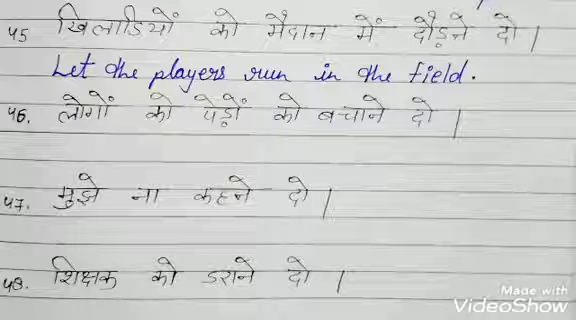 45 खिलाडियों को मैदान में दौड़ने दो |
Let the players run in the field.
46. लोगों को पेड़ों को बचाने दो |
47. मुझे ना कहने दो |
48. शिक्षक को डराने दो |
Made with
VideoShow